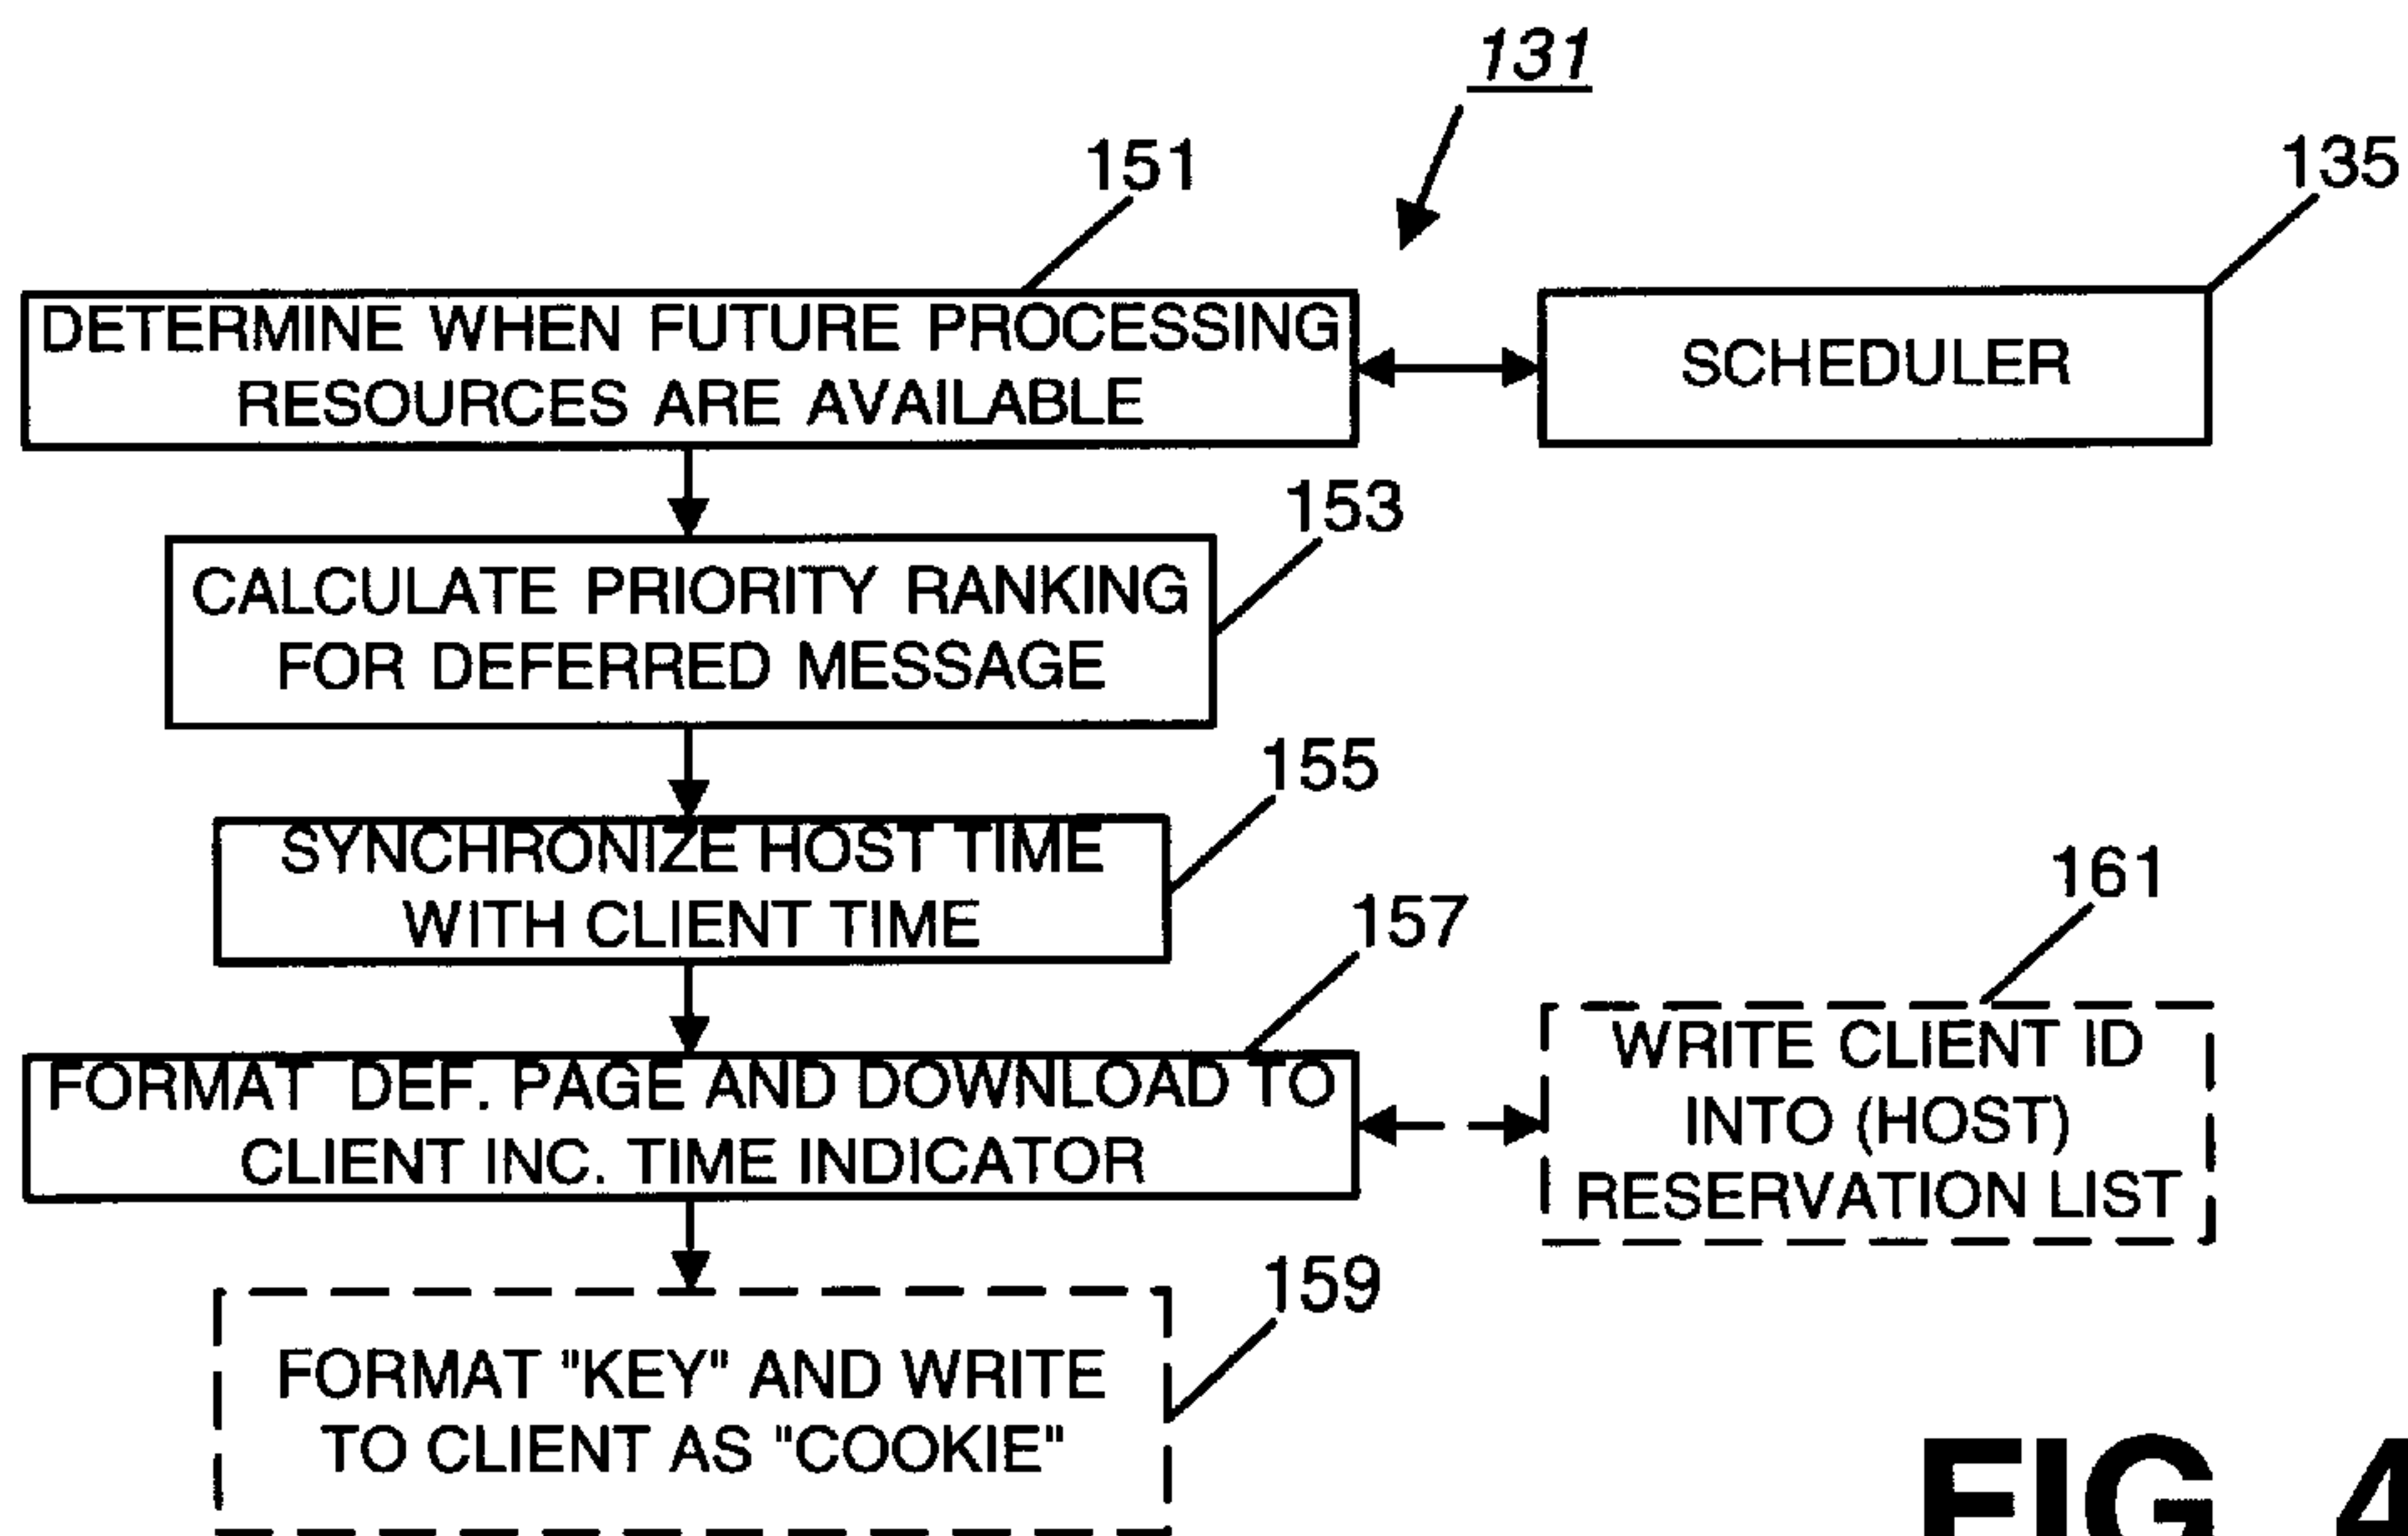 131
151
135
DETERMINE WHEN FUTURE PROCESSING
RESOURCES ARE AVAILABLE
SCHEDULER
153
CALCULATE PRIORITY RANKING
FOR DEFERRED MESSAGE
155
SYNCHRONIZE HOST TIME
WITH CLIENT TIME
157
161
FORMAT DEF. PAGE AND DOWNLOAD TO
CLIENT INC. TIME INDICATOR
WRITE CLIENT ID
INTO (HOST)
RESERVATION LIST
159
FORMAT "KEY" AND WRITE
TO CLIENT AS "COOKIE"
FIG. 4